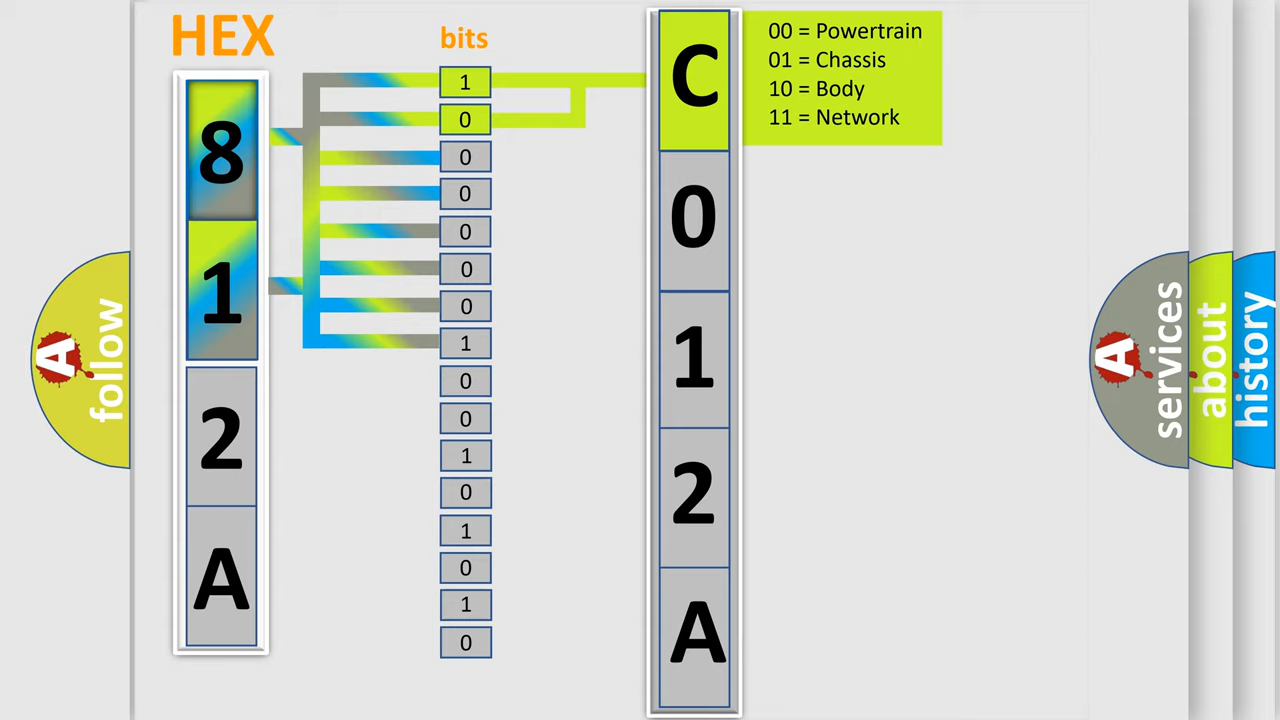 HEX
bits
8
1
2
A
1
0
0
0
0
0
0
1
0
0
1
0
1
0
1
0
C
0
1
2
A
00 = Powertrain
01 = Chassis
10 = Body
11 = Network
A follow
A services
about
history